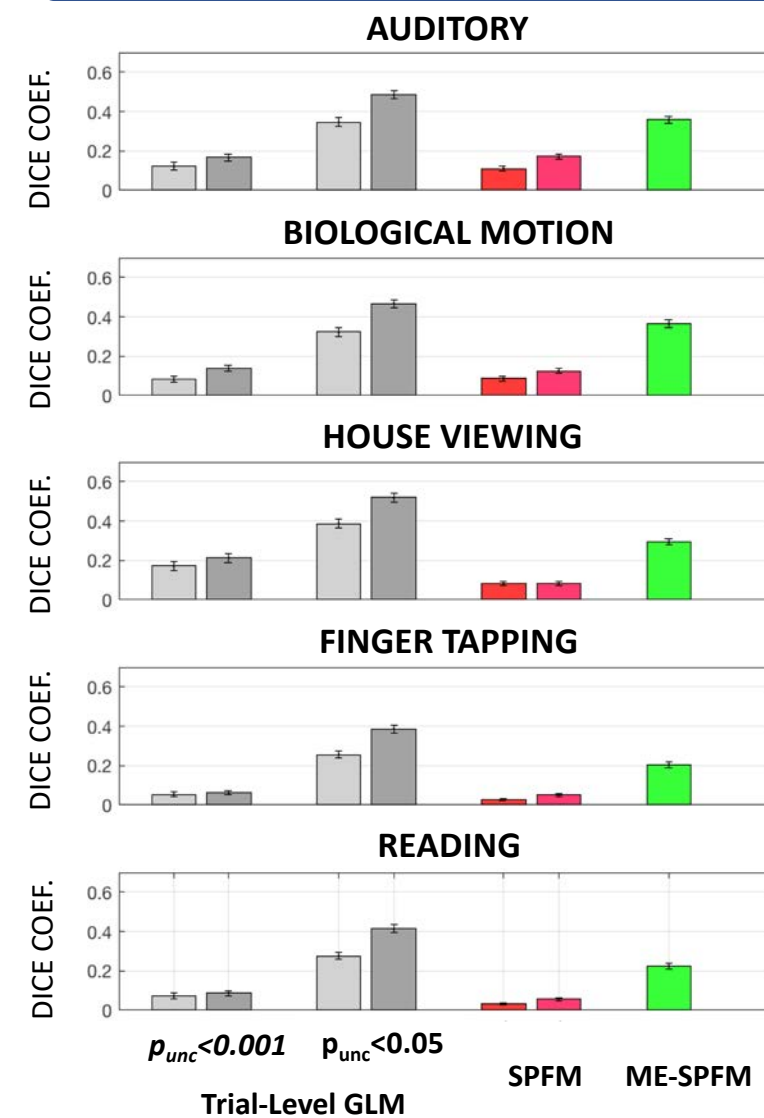 AUDITORY
DICE COEF.
0.6
0.4
0.2
0
BIOLOGICAL MOTION
DICE COEF.
0.6
0.4
0.2
0
HOUSE VIEWING
DICE COEF.
0.6
0.4
0.2
0
FINGER TAPPING
DICE COEF.
0.6
0.4
0.2
0
READING
DICE COEF.
0.6
0.4
0.2
0
p_unc<0.001 p_unc<0.05
SPFM ME-SPFM
Trial-Level GLM